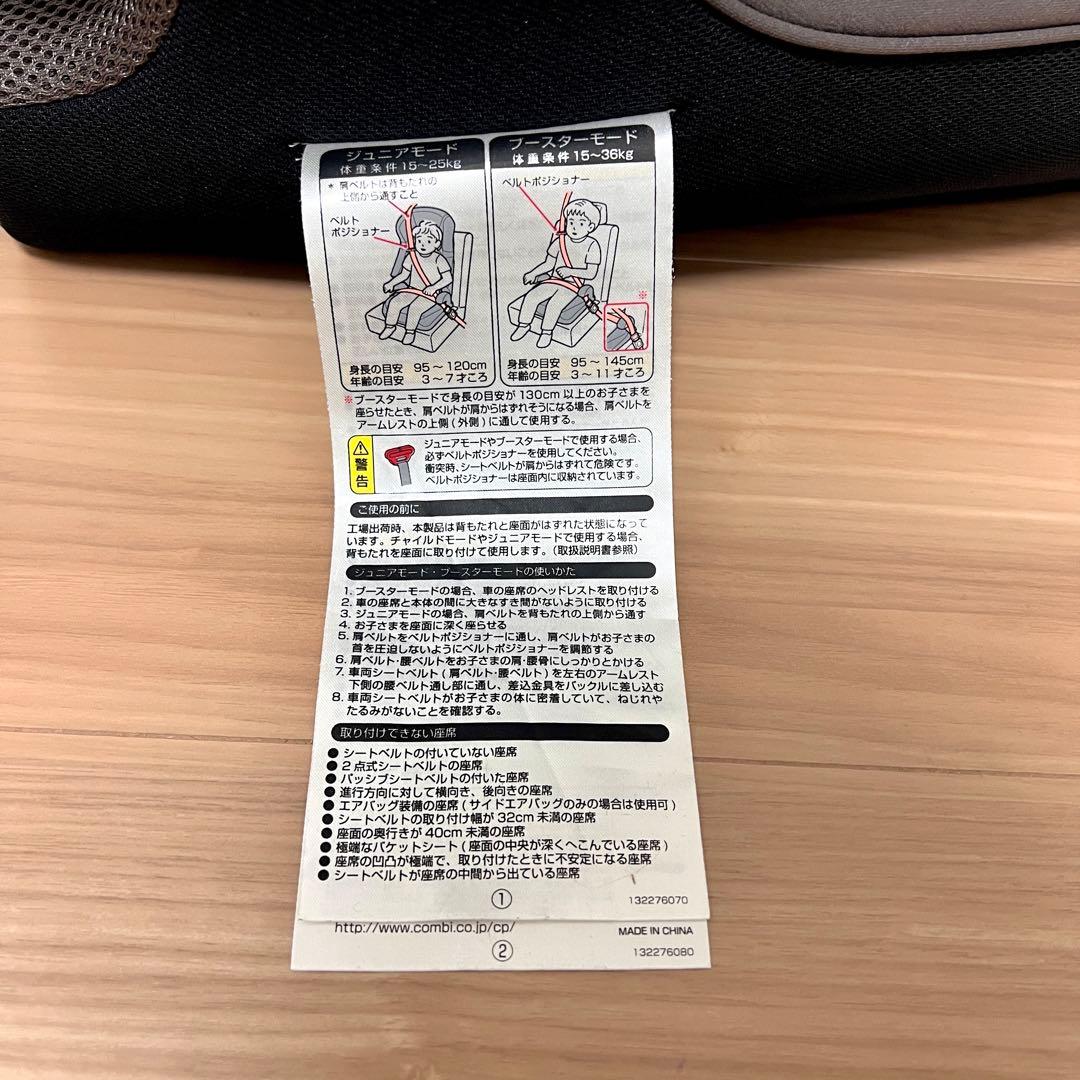 ジュニアモード
体重条件15～25kg
* 肩ベルトは背もたれの
上側から通すこと
ベルト
ポジショナー
身長の目安 95～120cm
年齢の目安 3～7才ころ
ブースターモード
体重条件15～36kg
ベルトポジショナー
※
身長の目安 95～145cm
年齢の目安 3～11才ころ
※ブースターモードで身長の目安が130cm以上のお子さまを
座らせたとき、肩ベルトが肩からはずれそうになる場合、肩ベルトを
アームレストの上側(外側)に通して使用する。
警告
ジュニアモードやブースターモードで使用する場合、
必ずベルトポジショナーを使用してください。
衝突時、シートベルトが肩からはずれて危険です。
ベルトポジショナーは座面内に収納されています。
ご使用の前に
工場出荷時、本製品は背もたれと座面がはずれた状態になって
います。チャイルドモードやジュニアモードで使用する場合、
背もたれを座面に取り付けて使用します。(取扱説明書参照)
ジュニアモード・ブースターモードの使いかた
1. ブースターモードの場合、車の座席のヘッドレストを取り付ける
2. 車の座席と本体の間に大きなすき間がないように取り付ける
3. ジュニアモードの場合、肩ベルトを背もたれの上側から通す
4. お子さまを座面に深く座らせる
5. 肩ベルトをベルトポジショナーに通し、肩ベルトがお子さまの
首を圧迫しないようにベルトポジショナーを調節する
6. 肩ベルト・腰ベルトをお子さまの肩・腰骨にしっかりとかける
7. 車両シートベルト(肩ベルト・腰ベルト)を左右のアームレスト
下側の腰ベルト通し部に通し、差込金具をバックルに差し込む
8. 車両シートベルトがお子さまの体に密着していて、ねじれや
たるみがないことを確認する。
取り付けできない座席
●シートベルトの付いていない座席
●2点式シートベルトの座席
●パッシブシートベルトの付いた座席
●進行方向に対して横向き、後向きの座席
●エアバッグ装備の座席(サイドエアバッグのみの場合は使用可)
●シートベルトの取り付け幅が32cm未満の座席
●座面の奥行きが40cm未満の座席
●極端なバケットシート(座面の中央が深くへこんでいる座席)
●座席の凹凸が極端で、取り付けたときに不安定になる座席
●シートベルトが座席の中間から出ている座席
① 132276070
http://www.combi.co.jp/cp/ MADE IN CHINA
② 132276080